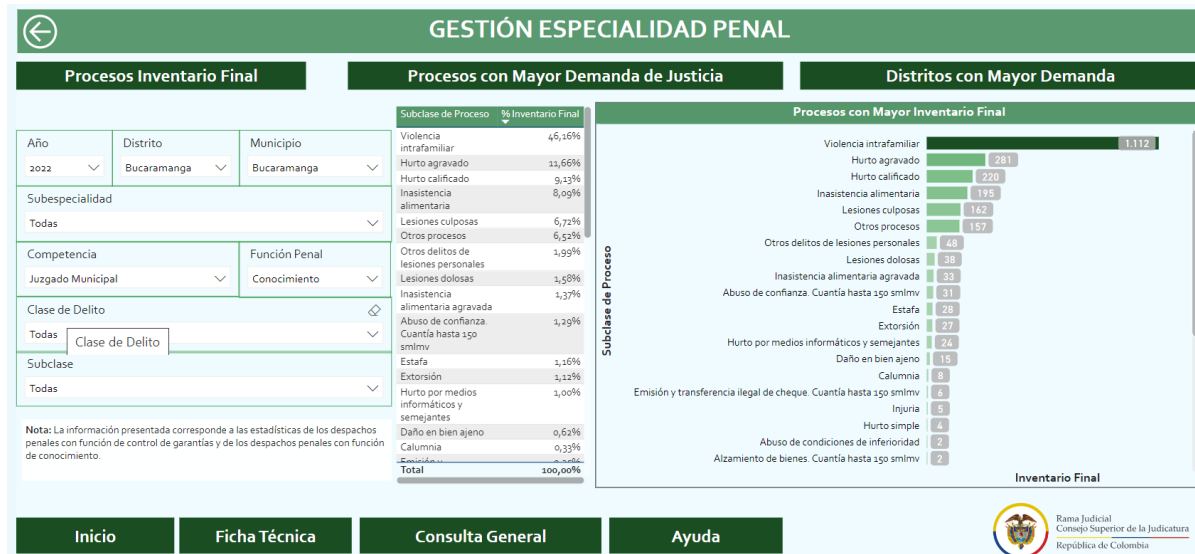 GESTIÓN ESPECIALIDAD PENAL
Procesos Inventario Final
Procesos con Mayor Demanda de Justicia
Distritos con Mayor Demanda
Año
2022
Distrito
Bucaramanga
Municipio
Bucaramanga
Subespecialidad
Todas
Competencia
Juzgado Municipal
Función Penal
Conocimiento
Clase de Delito
Todas
Clase de Delito
Subclase
Todas
Nota: La información presentada corresponde a las estadísticas de los despachos
penales con función de control de garantías y de los despachos penales con función
de conocimiento.
Subclase de Proceso % Inventario Final
Violencia 46,16%
intrafamiliar
Hurto agravado 11,66%
Hurto calificado 9,13%
Inasistencia 8,09%
alimentaria
Lesiones culposas 6,72%
Otros procesos 6,52%
Otros delitos de 1,99%
lesiones personales
Lesiones dolosas 1,58%
Inasistencia 1,37%
alimentaria agravada
Abuso de confianza. 1,29%
Cuantía hasta 150
smlmv
Estafa 1,16%
Extorsión 1,12%
Hurto por medios 1,00%
informáticos y
semejantes
Daño en bien ajeno 0,62%
Calumnia 0,33%
Total 100,00%
Procesos con Mayor Inventario Final
Subclase de Proceso
Violencia intrafamiliar 1.112
Hurto agravado 281
Hurto calificado 220
Inasistencia alimentaria 195
Lesiones culposas 162
Otros procesos 157
Otros delitos de lesiones personales 48
Lesiones dolosas 38
Inasistencia alimentaria agravada 33
Abuso de confianza. Cuantía hasta 150 smlmv 31
Estafa 28
Extorsión 27
Hurto por medios informáticos y semejantes 24
Daño en bien ajeno 15
Calumnia 8
Emisión y transferencia ilegal de cheque. Cuantía hasta 150 smlmv 6
Injuria 5
Hurto simple 4
Abuso de condiciones de inferioridad 2
Alzamiento de bienes. Cuantía hasta 150 smlmv 2
Inventario Final
Inicio
Ficha Técnica
Consulta General
Ayuda
Rama Judicial
Consejo Superior de la Judicatura
República de Colombia